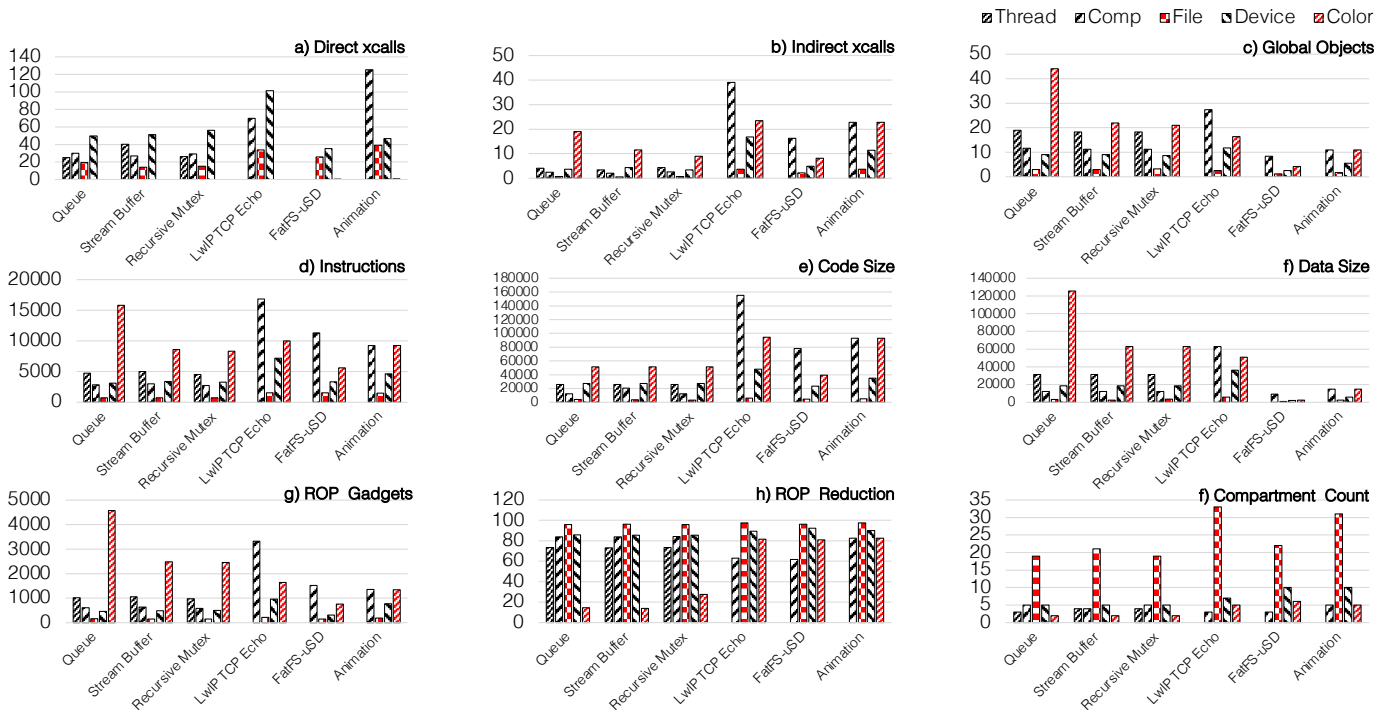 Thread Comp File Device Color
a) Direct xcalls
140
120
100
80
60
40
20
0
Queue
Stream Buffer
Recursive Mutex
LwIP TCP Echo
FatFS-uSD
Animation
b) Indirect xcalls
50
40
30
20
10
0
Queue
Stream Buffer
Recursive Mutex
LwIP TCP Echo
FatFS-uSD
Animation
c) Global Objects
50
40
30
20
10
0
Queue
Stream Buffer
Recursive Mutex
LwIP TCP Echo
FatFS-uSD
Animation
d) Instructions
20000
15000
10000
5000
0
Queue
Stream Buffer
Recursive Mutex
LwIP TCP Echo
FatFS-uSD
Animation
e) Code Size
180000
160000
140000
120000
100000
80000
60000
40000
20000
0
Queue
Stream Buffer
Recursive Mutex
LwIP TCP Echo
FatFS-uSD
Animation
f) Data Size
140000
120000
100000
80000
60000
40000
20000
0
Queue
Stream Buffer
Recursive Mutex
LwIP TCP Echo
FatFS-uSD
Animation
g) ROP Gadgets
5000
4000
3000
2000
1000
0
Queue
Stream Buffer
Recursive Mutex
LwIP TCP Echo
FatFS-uSD
Animation
h) ROP Reduction
120
100
80
60
40
20
0
Queue
Stream Buffer
Recursive Mutex
LwIP TCP Echo
FatFS-uSD
Animation
f) Compartment Count
35
30
25
20
15
10
5
0
Queue
Stream Buffer
Recursive Mutex
LwIP TCP Echo
FatFS-uSD
Animation